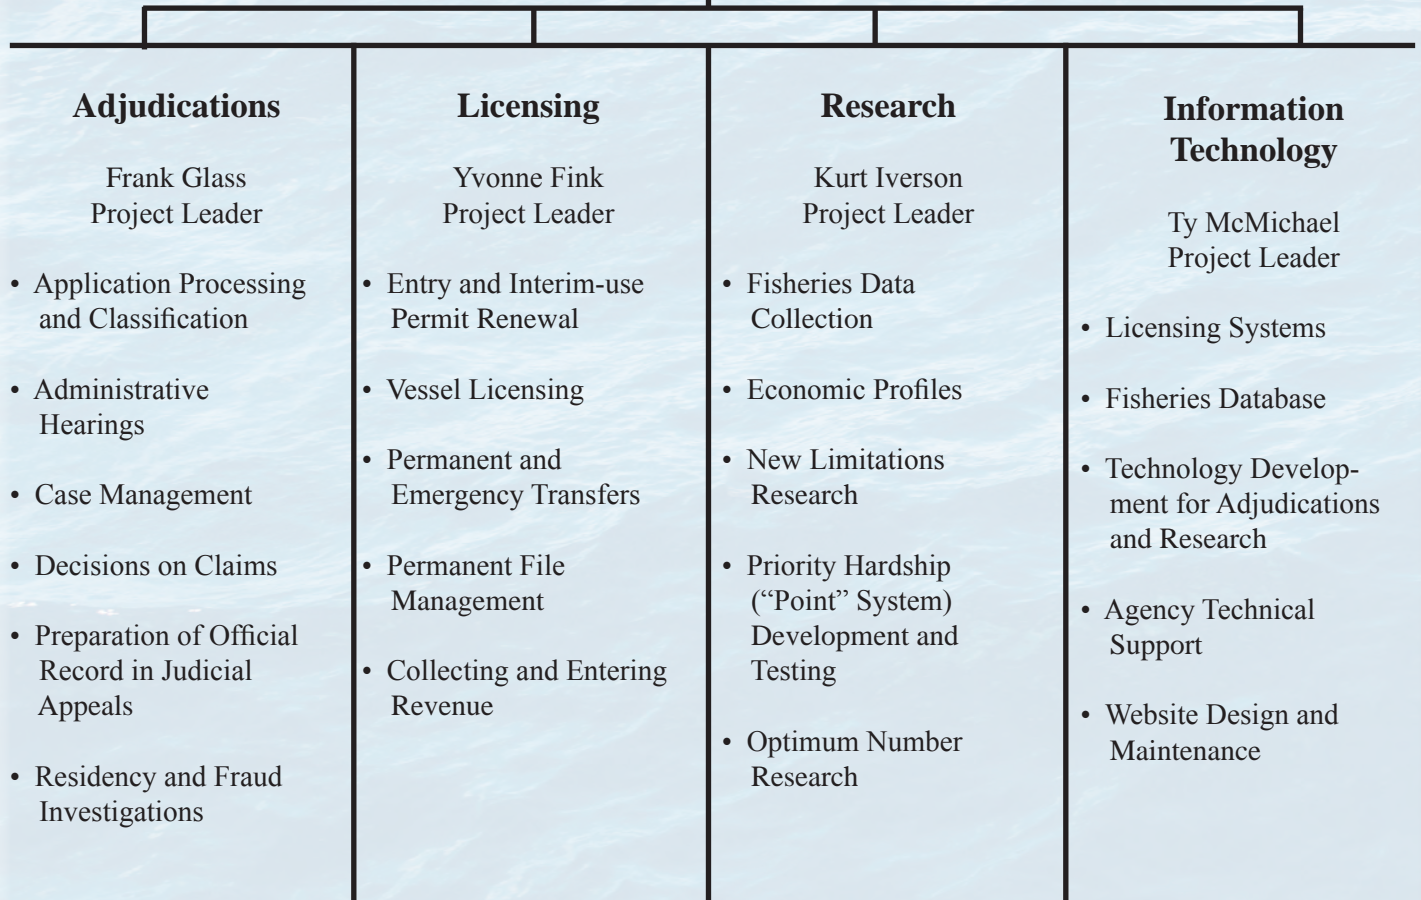 Adjudications
Frank Glass
Project Leader
• Application Processing
and Classification
• Administrative
Hearings
• Case Management
• Decisions on Claims
• Preparation of Official
Record in Judicial
Appeals
• Residency and Fraud
Investigations
Licensing
Yvonne Fink
Project Leader
• Entry and Interim-use
Permit Renewal
• Vessel Licensing
• Permanent and
Emergency Transfers
• Permanent File
Management
• Collecting and Entering
Revenue
Research
Kurt Iverson
Project Leader
• Fisheries Data
Collection
• Economic Profiles
• New Limitations
Research
• Priority Hardship
(“Point” System)
Development and
Testing
• Optimum Number
Research
Information
Technology
Ty McMichael
Project Leader
• Licensing Systems
• Fisheries Database
• Technology Develop-
ment for Adjudications
and Research
• Agency Technical
Support
• Website Design and
Maintenance